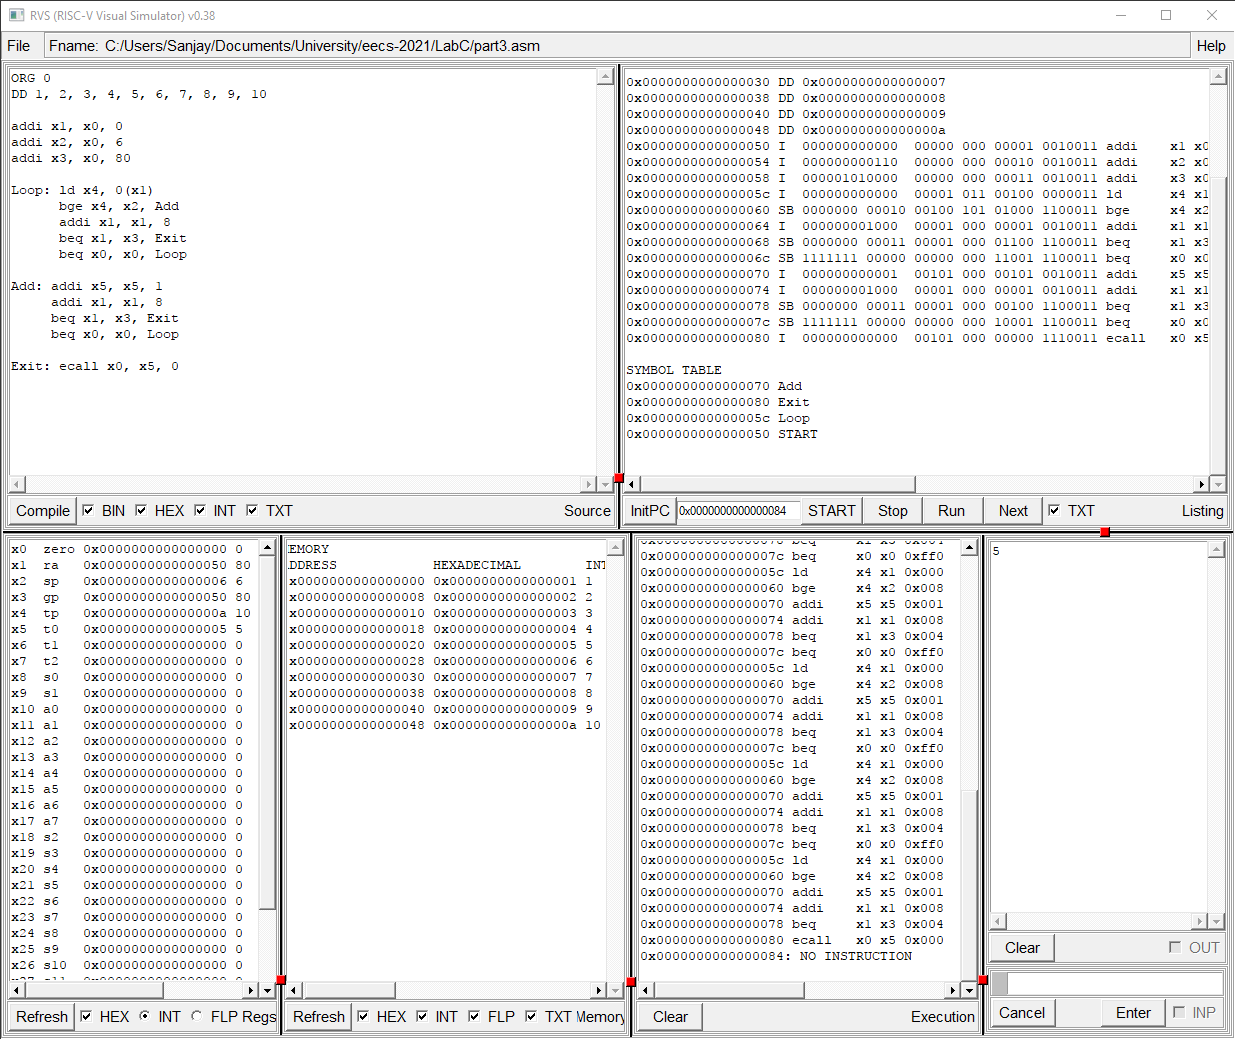 RVS (RISC-V Visual Simulator) v0.38
File Fname: C:/Users/Sanjay/Documents/University/eecs-2021/LabC/part3.asm Help
ORG 0
DD 1, 2, 3, 4, 5, 6, 7, 8, 9, 10
addi x1, x0, 0
addi x2, x0, 6
addi x3, x0, 80
Loop: ld x4, 0(x1)
bge x4, x2, Add
addi x1, x1, 8
beq x1, x3, Exit
beq x0, x0, Loop
Add: addi x5, x5, 1
addi x1, x1, 8
beq x1, x3, Exit
beq x0, x0, Loop
Exit: ecall x0, x5, 0
Compile BIN HEX INT TXT Source
0x0000000000000030 DD 0x0000000000000007
0x0000000000000038 DD 0x0000000000000008
0x0000000000000040 DD 0x0000000000000009
0x0000000000000048 DD 0x000000000000000a
0x0000000000000050 I 000000000000 00000 000 00001 0010011 addi x1 x0
0x0000000000000054 I 000000000110 00000 000 00010 0010011 addi x2 x0
0x0000000000000058 I 000001010000 00000 000 00011 0010011 addi x3 x0
0x000000000000005c I 000000000000 00001 011 00100 0000011 ld x4 x1
0x0000000000000060 SB 0000000 00010 00100 101 01000 1100011 bge x4 x2
0x0000000000000064 I 000000001000 00001 000 00001 0010011 addi x1 x1
0x0000000000000068 SB 0000000 00011 00001 000 01100 1100011 beq x1 x3
0x000000000000006c SB 1111111 00000 00000 000 11001 1100011 beq x0 x0
0x0000000000000070 I 000000000001 00101 000 00101 0010011 addi x5 x5
0x0000000000000074 I 000000001000 00001 000 00001 0010011 addi x1 x1
0x0000000000000078 SB 0000000 00011 00001 000 00100 1100011 beq x1 x3
0x000000000000007c SB 1111111 00000 00000 000 10001 1100011 beq x0 x0
0x0000000000000080 I 000000000000 00101 000 00000 1110011 ecall x0 x5
SYMBOL TABLE
0x0000000000000070 Add
0x0000000000000080 Exit
0x000000000000005c Loop
0x0000000000000050 START
InitPC 0x0000000000000084 START Stop Run Next TXT Listing
x0 zero 0x0000000000000000 0
x1 ra 0x0000000000000050 80
x2 sp 0x0000000000000006 6
x3 gp 0x0000000000000050 80
x4 tp 0x000000000000000a 10
x5 t0 0x0000000000000005 5
x6 t1 0x0000000000000000 0
x7 t2 0x0000000000000000 0
x8 s0 0x0000000000000000 0
x9 s1 0x0000000000000000 0
x10 a0 0x0000000000000000 0
x11 a1 0x0000000000000000 0
x12 a2 0x0000000000000000 0
x13 a3 0x0000000000000000 0
x14 a4 0x0000000000000000 0
x15 a5 0x0000000000000000 0
x16 a6 0x0000000000000000 0
x17 a7 0x0000000000000000 0
x18 s2 0x0000000000000000 0
x19 s3 0x0000000000000000 0
x20 s4 0x0000000000000000 0
x21 s5 0x0000000000000000 0
x22 s6 0x0000000000000000 0
x23 s7 0x0000000000000000 0
x24 s8 0x0000000000000000 0
x25 s9 0x0000000000000000 0
x26 s10 0x0000000000000000 0
Refresh HEX INT FLP Regs
EMORY
DDRESS HEXADECIMAL INT
x0000000000000000 0x0000000000000001 1
x0000000000000008 0x0000000000000002 2
x0000000000000010 0x0000000000000003 3
x0000000000000018 0x0000000000000004 4
x0000000000000020 0x0000000000000005 5
x0000000000000028 0x0000000000000006 6
x0000000000000030 0x0000000000000007 7
x0000000000000038 0x0000000000000008 8
x0000000000000040 0x0000000000000009 9
x0000000000000048 0x000000000000000a 10
Refresh HEX INT FLP TXT Memory
0x0000000000000078 beq x1 x3 0x004
0x000000000000007c beq x0 x0 0xff0
0x000000000000005c ld x4 x1 0x000
0x0000000000000060 bge x4 x2 0x008
0x0000000000000070 addi x5 x5 0x001
0x0000000000000074 addi x1 x1 0x008
0x0000000000000078 beq x1 x3 0x004
0x000000000000007c beq x0 x0 0xff0
0x000000000000005c ld x4 x1 0x000
0x0000000000000060 bge x4 x2 0x008
0x0000000000000070 addi x5 x5 0x001
0x0000000000000074 addi x1 x1 0x008
0x0000000000000078 beq x1 x3 0x004
0x000000000000007c beq x0 x0 0xff0
0x000000000000005c ld x4 x1 0x000
0x0000000000000060 bge x4 x2 0x008
0x0000000000000070 addi x5 x5 0x001
0x0000000000000074 addi x1 x1 0x008
0x0000000000000078 beq x1 x3 0x004
0x000000000000007c beq x0 x0 0xff0
0x000000000000005c ld x4 x1 0x000
0x0000000000000060 bge x4 x2 0x008
0x0000000000000070 addi x5 x5 0x001
0x0000000000000074 addi x1 x1 0x008
0x0000000000000078 beq x1 x3 0x004
0x0000000000000080 ecall x0 x5 0x000
0x0000000000000084: NO INSTRUCTION
Clear Execution
5
Clear OUT
Cancel Enter INP